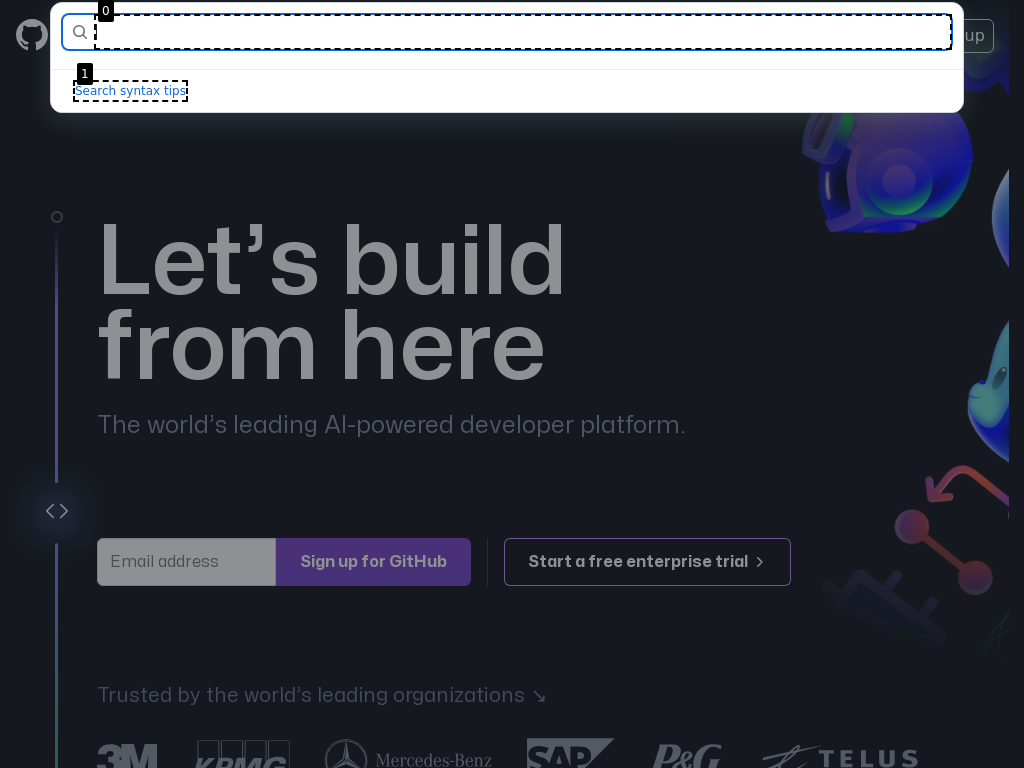 0
up
1
Search syntax tips
Let’s build
from here
The world’s leading AI-powered developer platform.
Email address
Sign up for GitHub
Start a free enterprise trial
Trusted by the world’s leading organizations ↘
3M
KPMG
Mercedes-Benz
SAP
P&G
TELUS